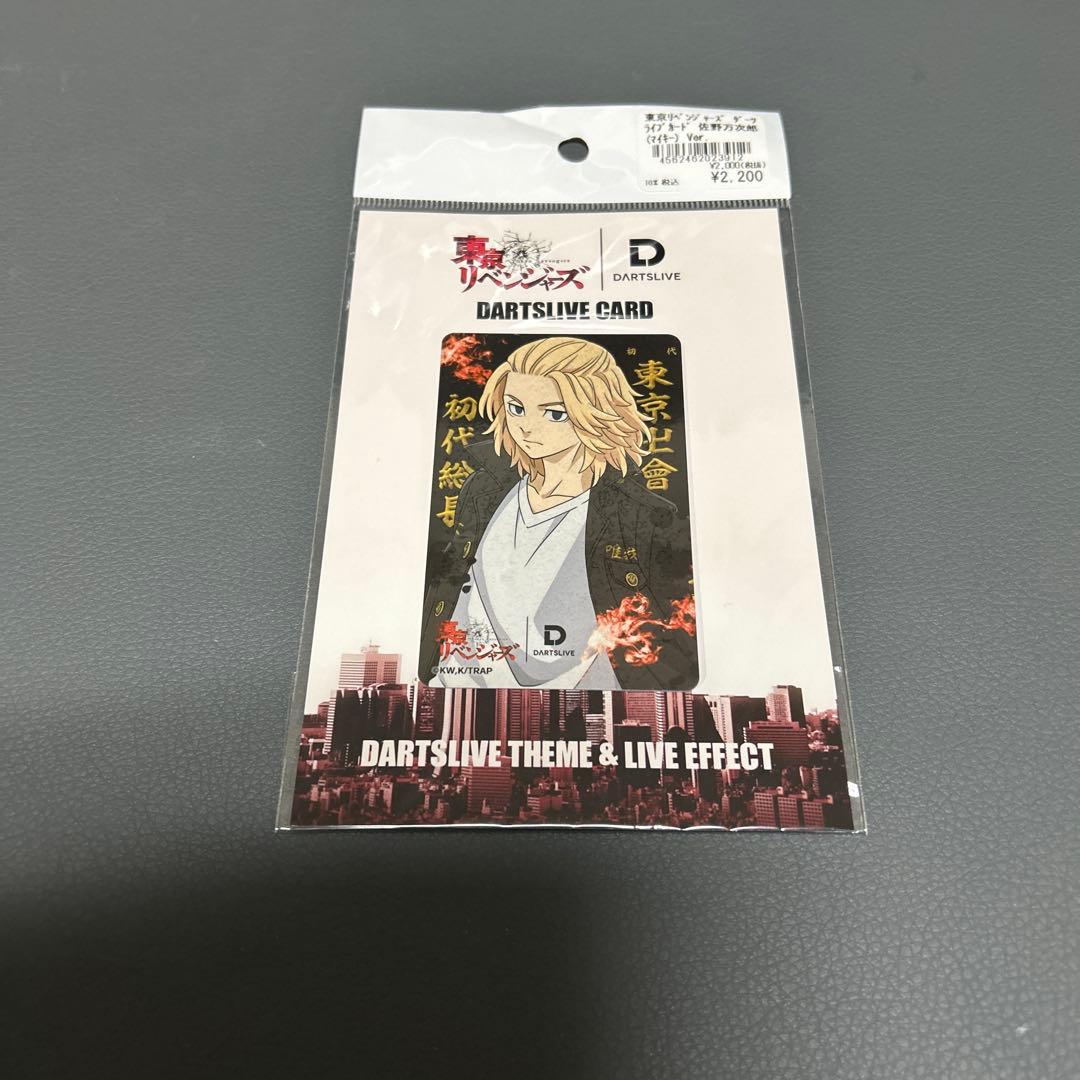 東京リベンジャーズ ダーツ
ライブカード 佐野万次郎
(マイキー) Ver.
4562462023912
¥2,000(税抜)
10% 税込 ¥2,200
東京
リベンジャーズ
DARTSLIVE
DARTSLIVE CARD
初代
東京卍會
初代総長
唯我
東京
リベンジャーズ
DARTSLIVE
©KW,K/TRAP
DARTSLIVE THEME & LIVE EFFECT